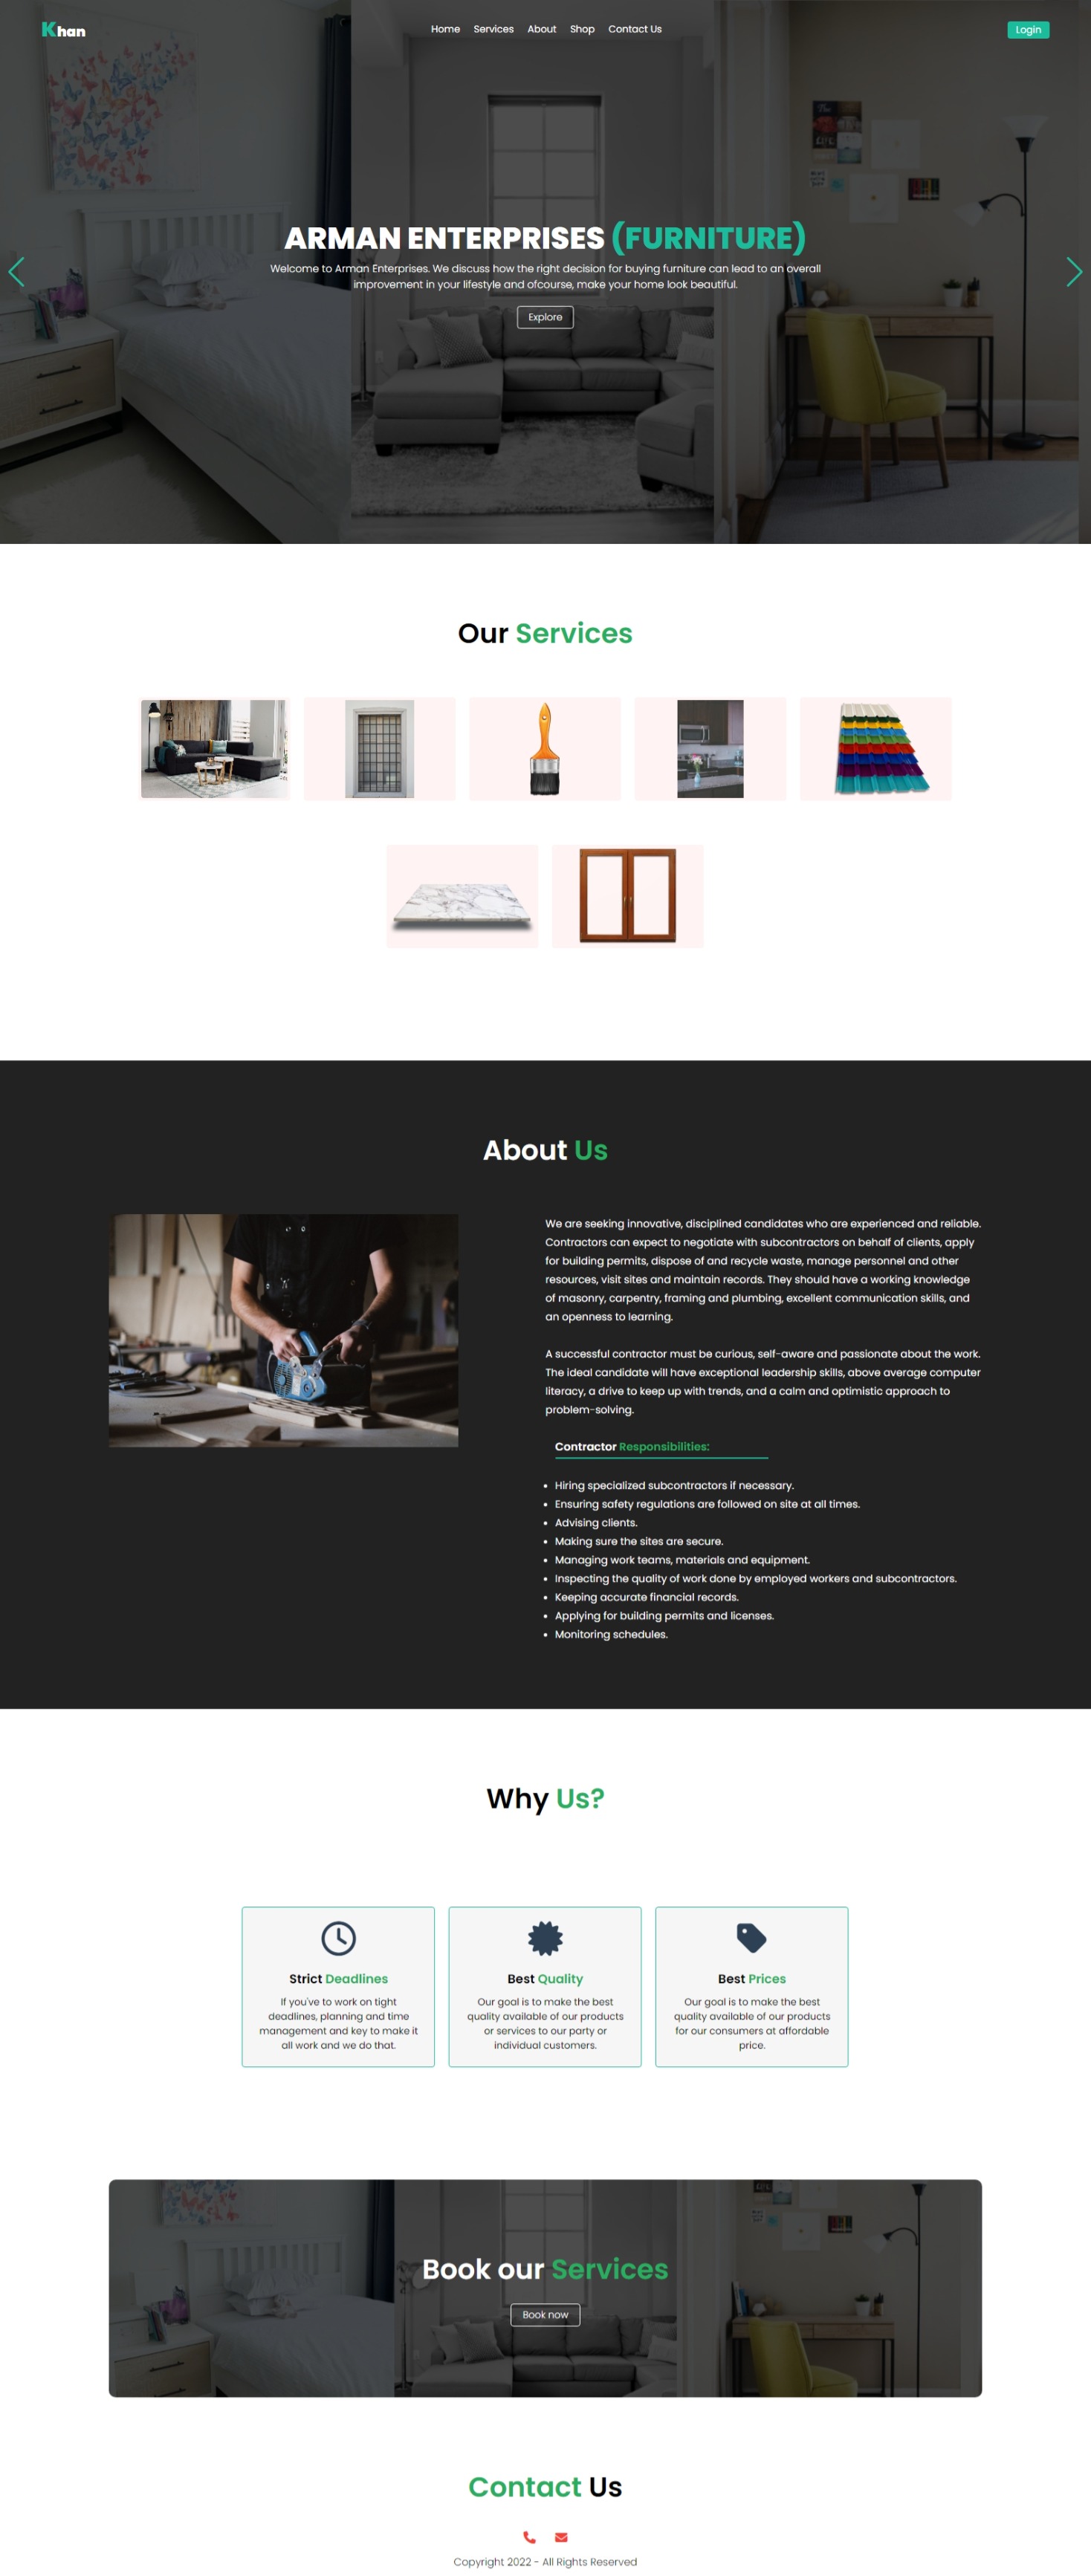 Khan
Home Services About Shop Contact Us
Login
ARMAN ENTERPRISES (FURNITURE)
Welcome to Arman Enterprises. We discuss how the right decision for buying furniture can lead to an overall
improvement in your lifestyle and ofcourse, make your home look beautiful.
Explore
Our Services
About Us
We are seeking innovative, disciplined candidates who are experienced and reliable.
Contractors can expect to negotiate with subcontractors on behalf of clients, apply
for building permits, dispose of and recycle waste, manage personnel and other
resources, visit sites and maintain records. They should have a working knowledge
of masonry, carpentry, framing and plumbing, excellent communication skills, and
an openness to learning.
A successful contractor must be curious, self-aware and passionate about the work.
The ideal candidate will have exceptional leadership skills, above average computer
literacy, a drive to keep up with trends, and a calm and optimistic approach to
problem-solving.
Contractor Responsibilities:
• Hiring specialized subcontractors if necessary.
• Ensuring safety regulations are followed on site at all times.
• Advising clients.
• Making sure the sites are secure.
• Managing work teams, materials and equipment.
• Inspecting the quality of work done by employed workers and subcontractors.
• Keeping accurate financial records.
• Applying for building permits and licenses.
• Monitoring schedules.
Why Us?
Strict Deadlines
If you've to work on tight
deadlines, planning and time
management and key to make it
all work and we do that.
Best Quality
Our goal is to make the best
quality available of our products
or services to our party or
individual customers.
Best Prices
Our goal is to make the best
quality available of our products
for our consumers at affordable
price.
Book our Services
Book now
Contact Us
Copyright 2022 - All Rights Reserved